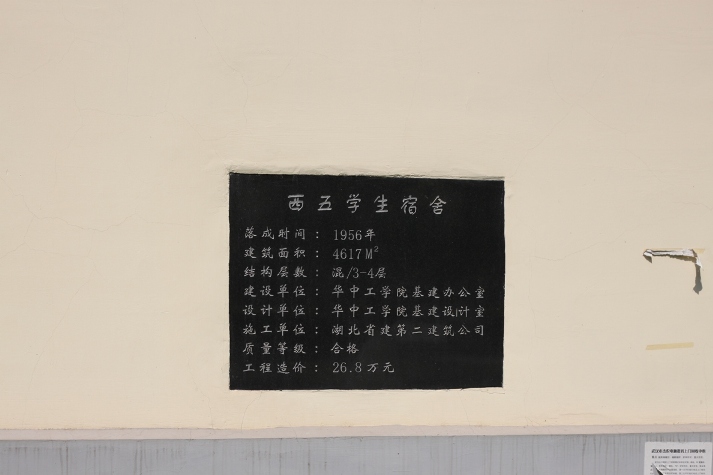 西五学生宿舍
落成时间：1956年
建筑面积：4617M²
结构层数：混/3-4层
建设单位：华中工学院基建办公室
设计单位：华中工学院基建设计室
施工单位：湖北省建第二建筑公司
质量等级：合格
工程造价：26.8万元